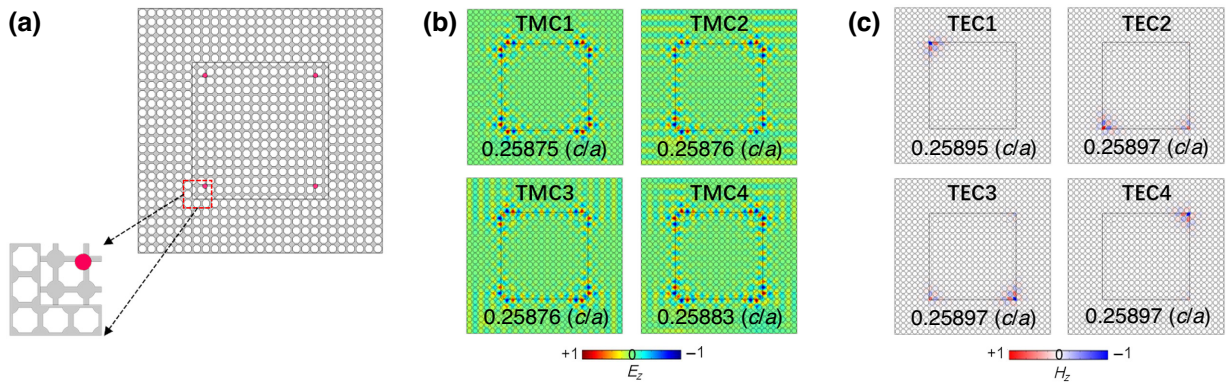 (a)
(b)
TMC1
TMC2
0.25875 (c/a)
0.25876 (c/a)
TMC3
TMC4
0.25876 (c/a)
0.25883 (c/a)
+1
0
−1
Ez
(c)
TEC1
TEC2
0.25895 (c/a)
0.25897 (c/a)
TEC3
TEC4
0.25897 (c/a)
0.25897 (c/a)
+1
0
−1
Hz